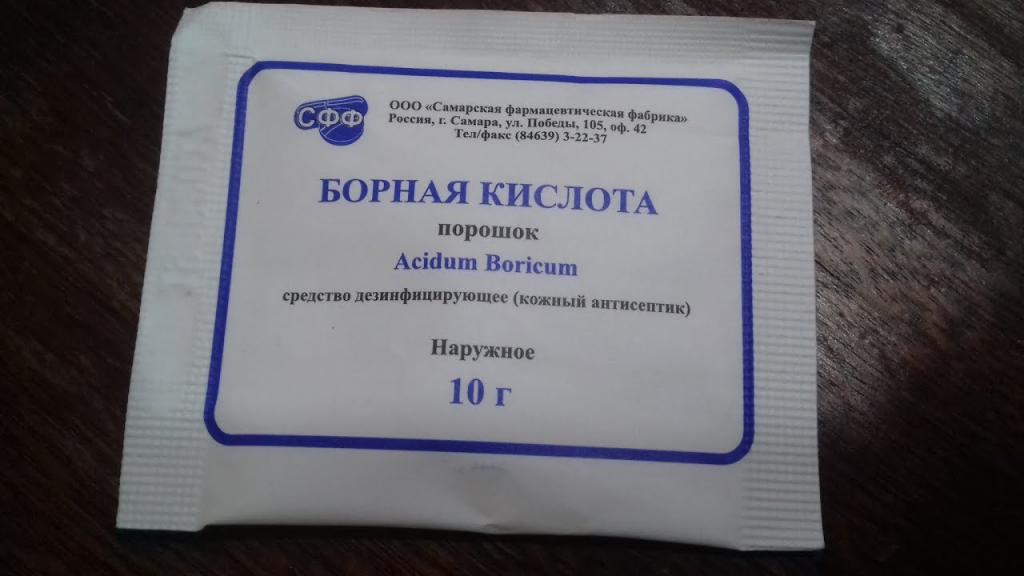 СФФ
ООО «Самарская фармацевтическая фабрика»
Россия, г. Самара, ул. Победы, 105, оф. 42
Тел/факс (84639) 3-22-37
БОРНАЯ КИСЛОТА
порошок
Acidum Boricum
средство дезинфицирующее (кожный антисептик)
Наружное
10 г